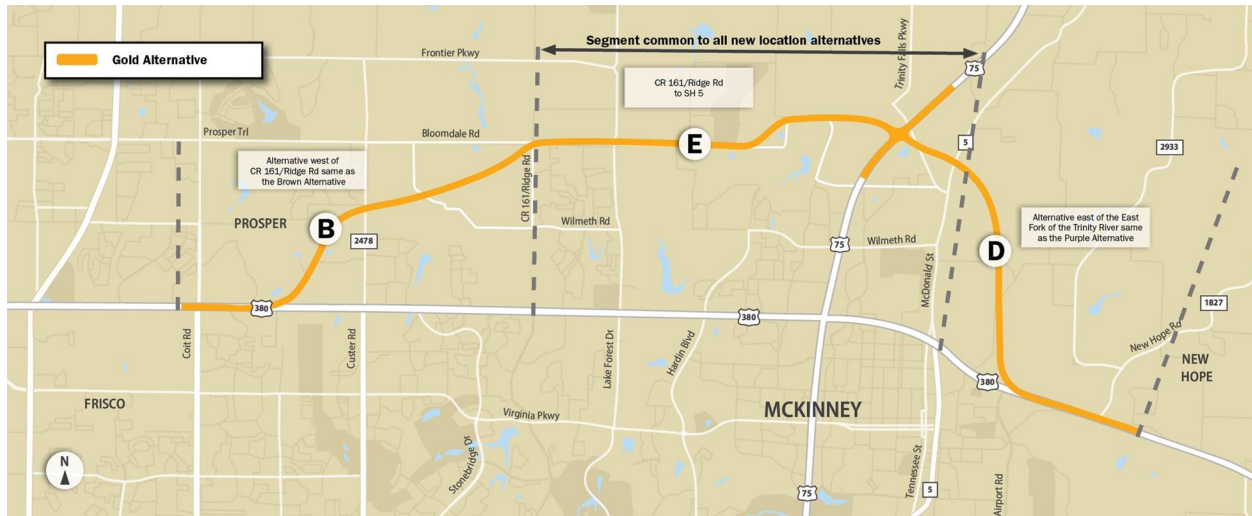 Gold Alternative
Segment common to all new location alternatives
Frontier Pkwy
CR 161/Ridge Rd
to SH 5
Trinity Falls Pkwy
75
Prosper Trl
Bloomdale Rd
E
5
2933
Alternative west of
CR 161/Ridge Rd same as
the Brown Alternative
CR 161/Ridge Rd
PROSPER
B
2478
Wilmeth Rd
75
Wilmeth Rd
McDonald St
D
Alternative east of the East
Fork of the Trinity River same
as the Purple Alternative
380
380
1827
New Hope Rd
NEW
HOPE
Coit Rd
Custer Rd
Lake Forest Dr
Hardin Blvd
380
FRISCO
Virginia Pkwy
MCKINNEY
Stonebridge Dr
Tennessee St
N
75
5
Airport Rd